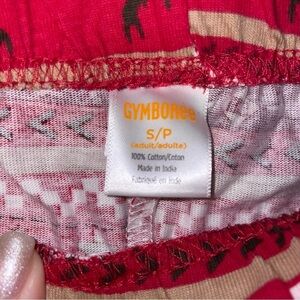 GYMBOREE
S/P
(adult/adulte)
100% Cotton/Coton
Made in India
Fabriqué en Inde